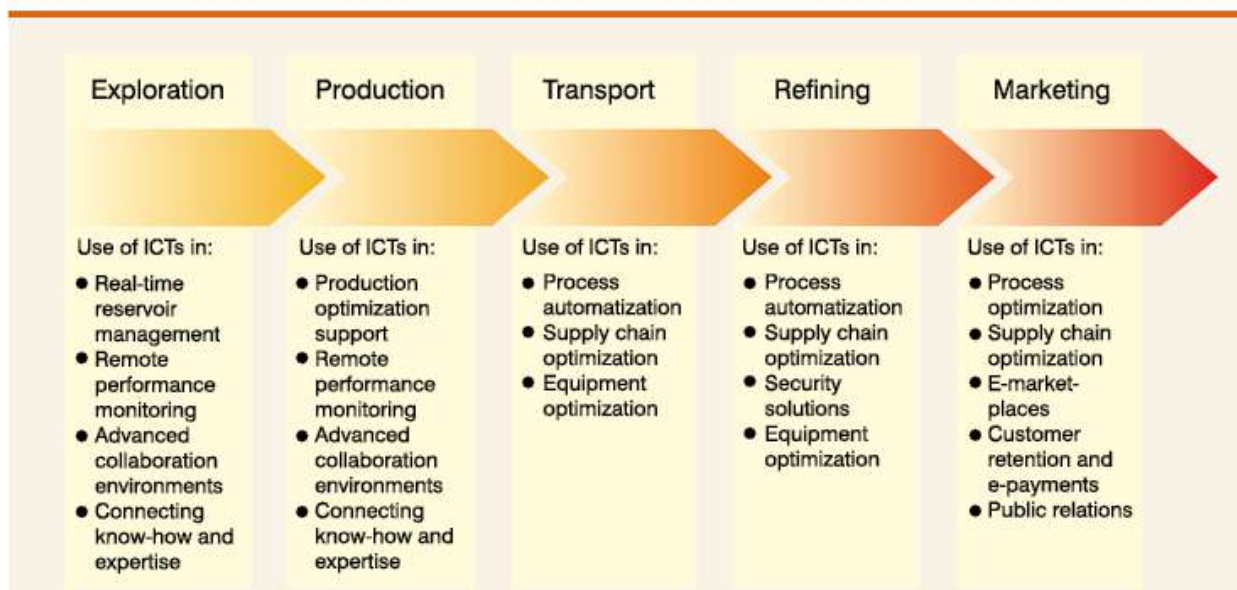 Exploration
Use of ICTs in:
● Real-time
reservoir
management
● Remote
performance
monitoring
● Advanced
collaboration
environments
● Connecting
know-how and
expertise
Production
Use of ICTs in:
● Production
optimization
support
● Remote
performance
monitoring
● Advanced
collaboration
environments
● Connecting
know-how and
expertise
Transport
Use of ICTs in:
● Process
automatization
● Supply chain
optimization
● Equipment
optimization
Refining
Use of ICTs in:
● Process
automatization
● Supply chain
optimization
● Security
solutions
● Equipment
optimization
Marketing
Use of ICTs in:
● Process
optimization
● Supply chain
optimization
● E-market-
places
● Customer
retention and
e-payments
● Public relations